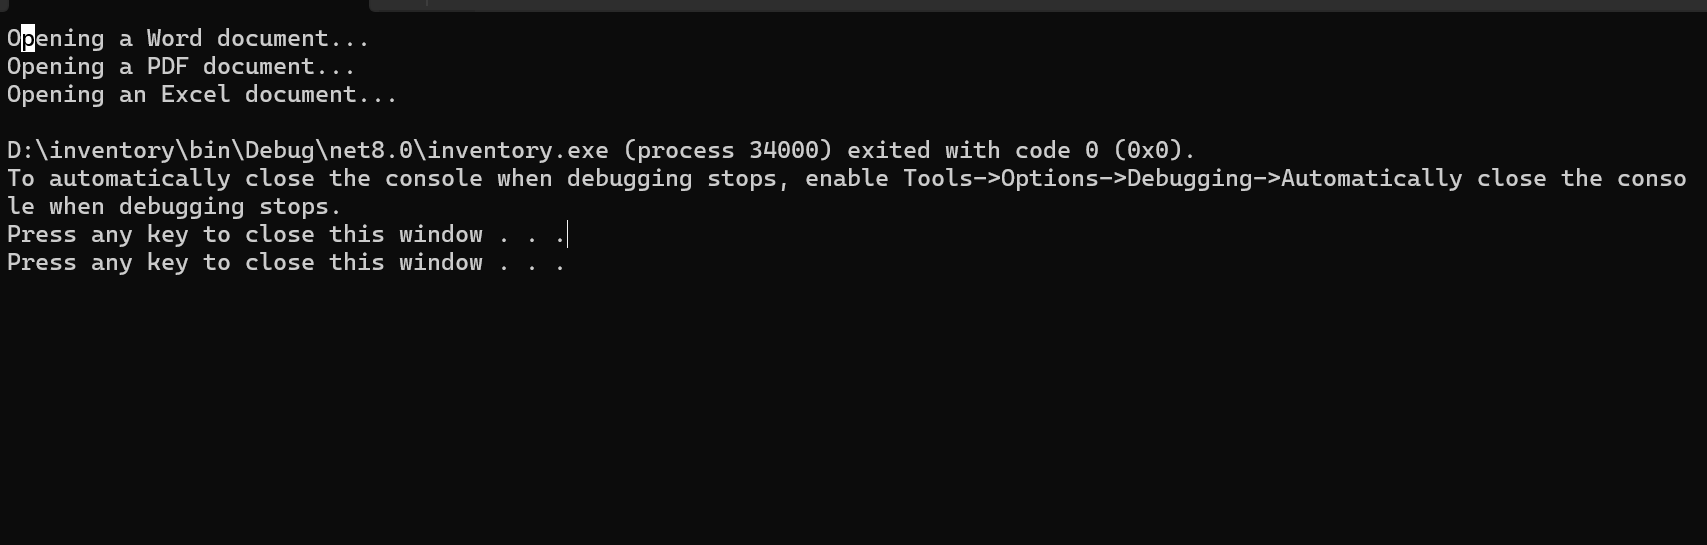 Opening a Word document...
Opening a PDF document...
Opening an Excel document...
D:\inventory\bin\Debug\net8.0\inventory.exe (process 34000) exited with code 0 (0x0).
To automatically close the console when debugging stops, enable Tools->Options->Debugging->Automatically close the conso
le when debugging stops.
Press any key to close this window . . .
Press any key to close this window . . .